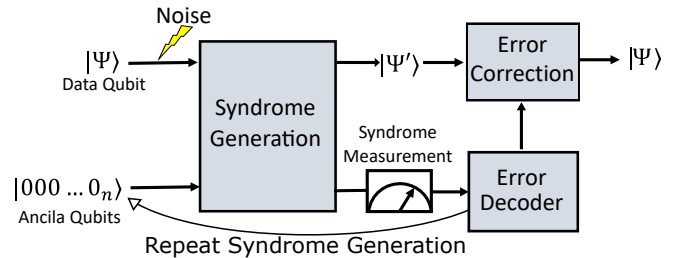 Noise
|Ψ⟩
Data Qubit
Syndrome
Generation
|Ψ'⟩
Error
Correction
|Ψ⟩
Syndrome
Measurement
|000 ... 0ₙ⟩
Ancila Qubits
Error
Decoder
Repeat Syndrome Generation